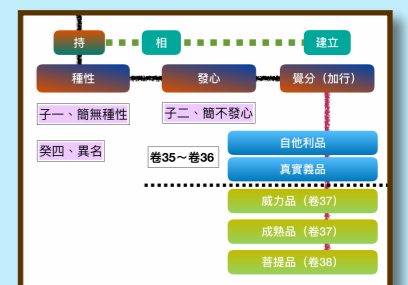 持 相 建立
種性 發心 覺分（加行）
子一、簡無種性 子二、簡不發心
癸四、異名 卷35～卷36
自他利品
真實義品
威力品（卷37）
成熟品（卷37）
菩提品（卷38）